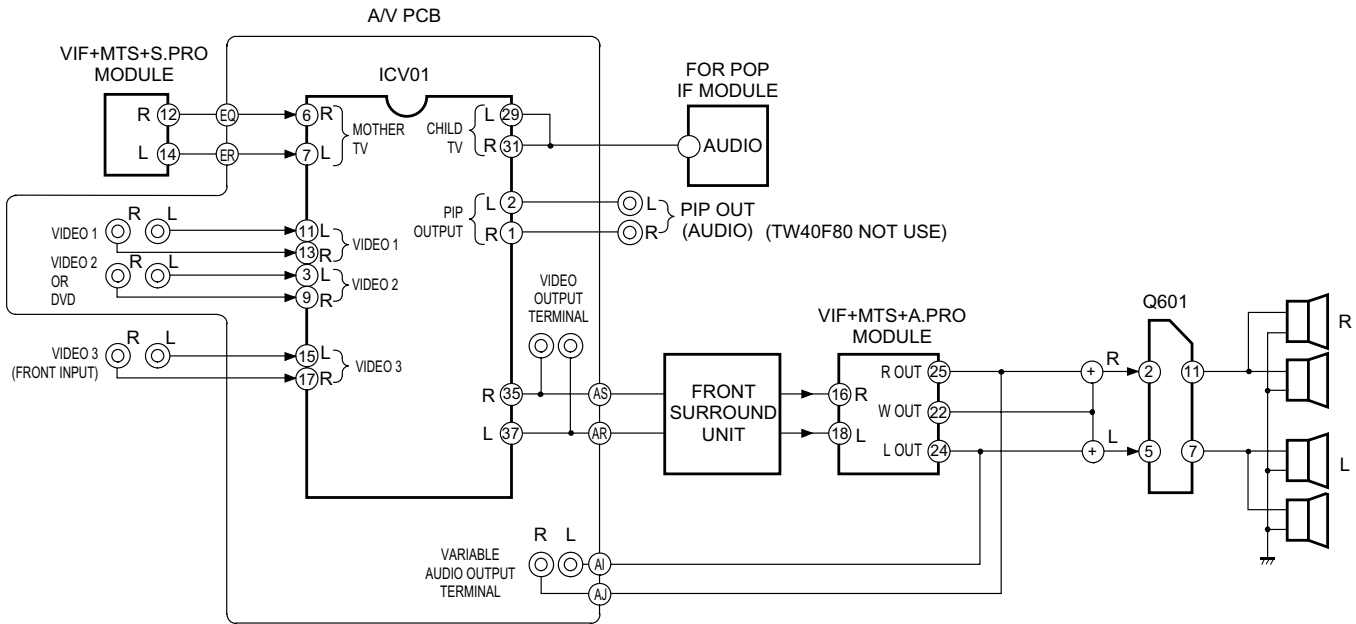 A/V PCB
VIF+MTS+S.PRO
MODULE
ICV01
FOR POP
IF MODULE
R 12 EQ 6 R
L 14 ER 7 L
MOTHER
TV
CHILD
TV
L 29
R 31
AUDIO
PIP
OUTPUT
L 2 L
R 1 R
PIP OUT
(AUDIO) (TW40F80 NOT USE)
VIDEO 1
R L
11 L
13 R
VIDEO 1
VIDEO 2
OR
DVD
R L
3 L
9 R
VIDEO 2
VIDEO 3
(FRONT INPUT)
R L
15 L
17 R
VIDEO 3
VIDEO
OUTPUT
TERMINAL
R 35 AS
L 37 AR
FRONT
SURROUND
UNIT
VIF+MTS+A.PRO
MODULE
16 R
18 L
R OUT 25
W OUT 22
L OUT 24
+ R 2
+ L 5
Q601
11
7
R
L
VARIABLE
AUDIO OUTPUT
TERMINAL
R L
AI
AJ